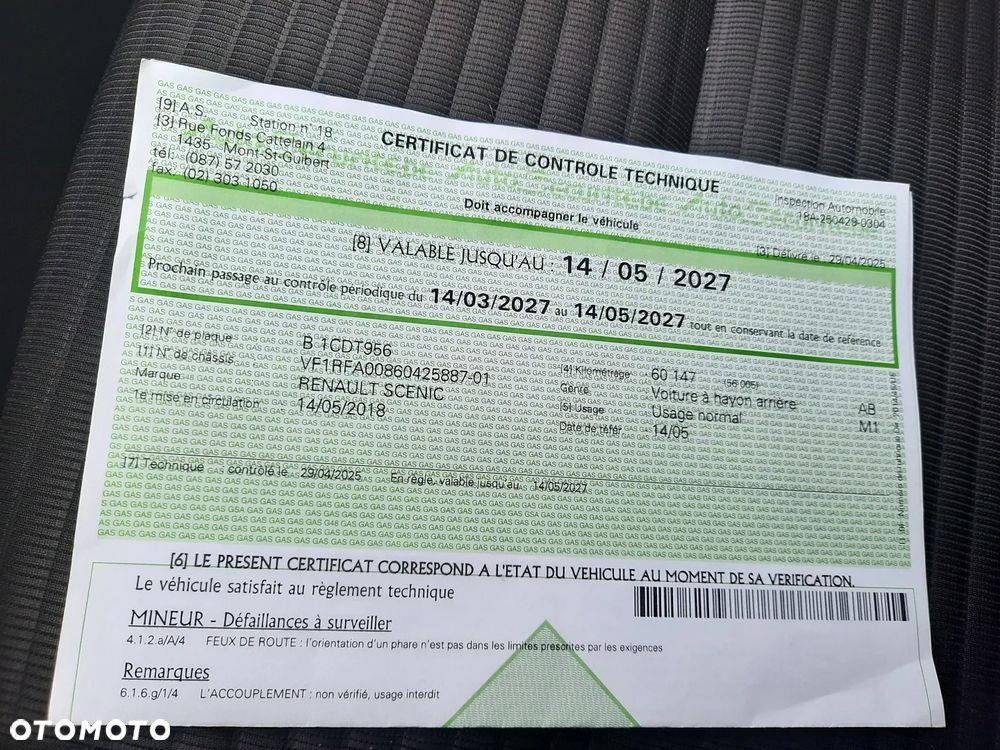 [9] A.S. Station n° 18
[3] Rue Fonds Cattelain 4
1435 Mont-St-Guibert
tél: (087) 57 2030
fax (02) 303 1050
CERTIFICAT DE CONTROLE TECHNIQUE
Doit accompagner le véhicule
Inspection Automobile
18A-250429-0304
[3] Délivré le 29/04/2025
[8] VALABLE JUSQU'AU : 14 / 05 / 2027
Prochain passage au contrôle périodique du 14/03/2027 au 14/05/2027 tout en conservant la date de référence
[2] N° de plaque B 1CDT956
[1] N° de châssis VF1RFA00860425887-01
Marque RENAULT SCENIC
1e mise en circulation 14/05/2018
[4] Kilométrage 60 147 (56 005)
Genre Voiture à hayon arrière AB
[5] Usage Usage normal M1
Date de référ 14/05
[7] Technique contrôlé le 29/04/2025 En règle, valable jusqu'au 14/05/2027
[6] LE PRESENT CERTIFICAT CORRESPOND A L'ETAT DU VEHICULE AU MOMENT DE SA VERIFICATION.
Le véhicule satisfait au règlement technique
MINEUR - Défaillances à surveiller
4.1.2.a/A/4 FEUX DE ROUTE : l'orientation d'un phare n'est pas dans les limites prescrites par les exigences
Remarques
6.1.6.g/1/4 L'ACCOUPLEMENT : non vérifié, usage interdit
OTOMOTO